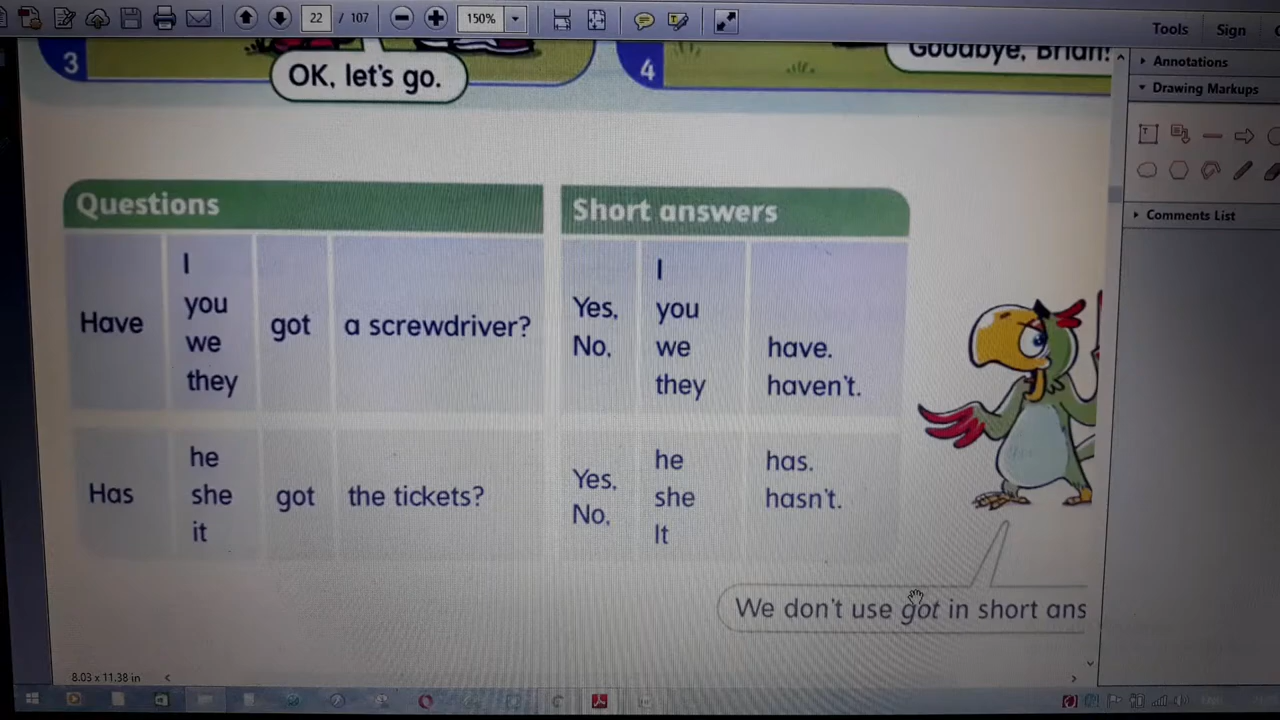 22 / 107
150%
Tools
Sign
Annotations
Drawing Markups
Comments List
3
OK, let's go.
4
Goodbye, Brian!
Questions
Have
I
you
we
they
got
a screwdriver?
Has
he
she
it
got
the tickets?
Short answers
Yes,
No,
I
you
we
they
have.
haven't.
Yes,
No,
he
she
It
has.
hasn't.
We don't use got in short ans
8.03 x 11.38 in